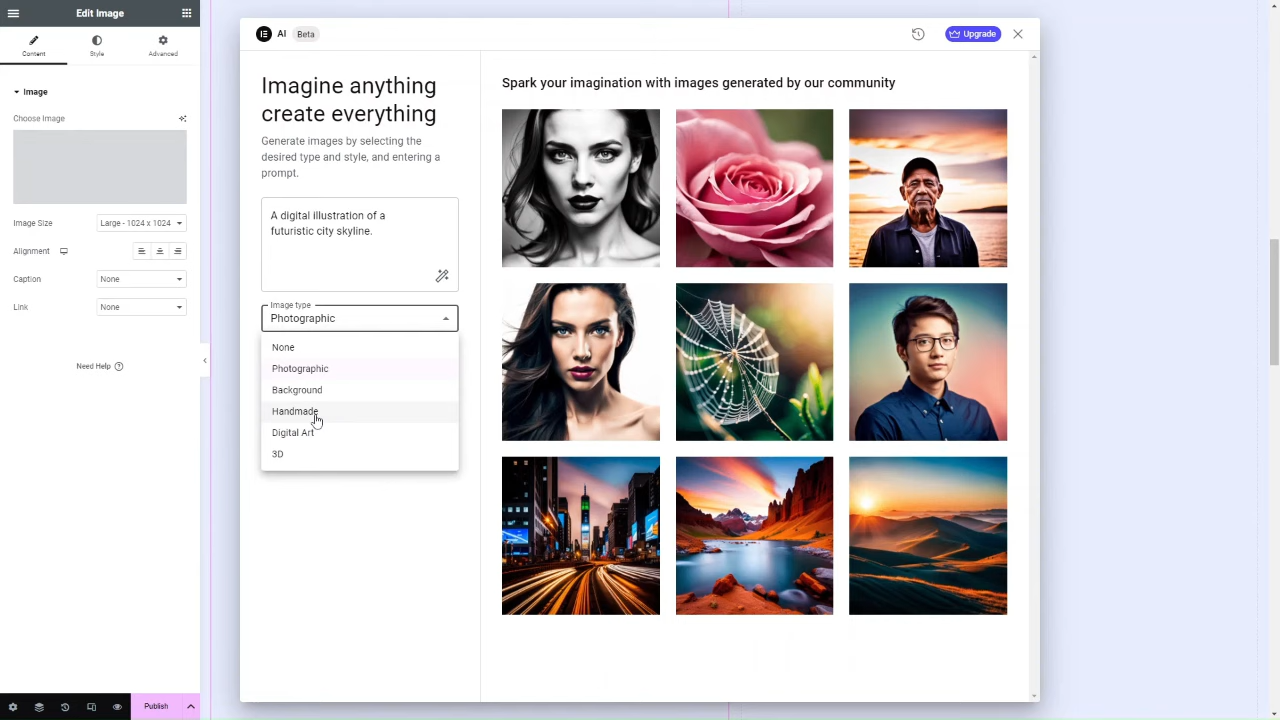 Edit Image
Content
Style
Advanced
Image
Choose Image
Image Size
Large - 1024 x 1024
Alignment
Caption
None
Link
None
Need Help
Publish
AI
Beta
Upgrade
Imagine anything
create everything
Generate images by selecting the
desired type and style, and entering a
prompt.
A digital illustration of a
futuristic city skyline.
Image type
Photographic
None
Photographic
Background
Handmade
Digital Art
3D
Spark your imagination with images generated by our community